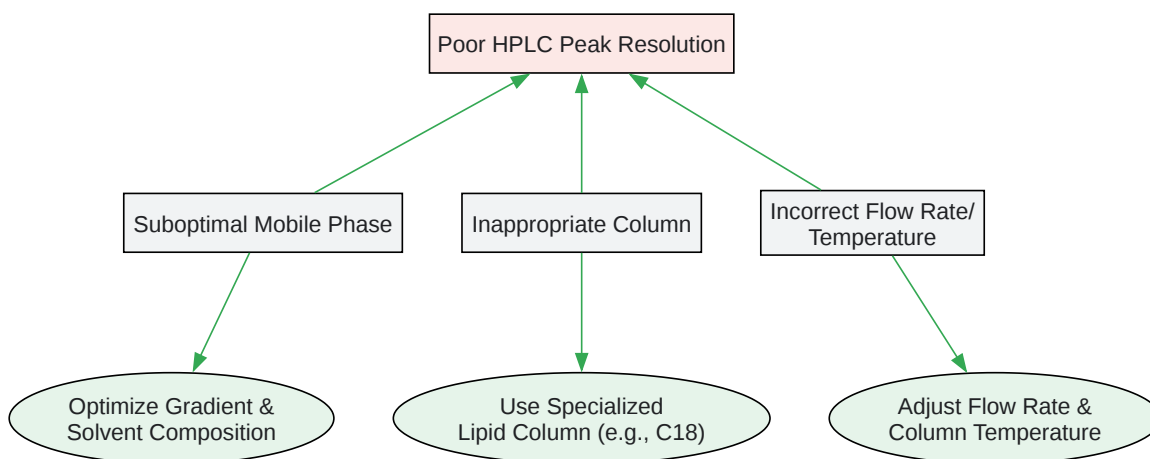 Poor HPLC Peak Resolution
Suboptimal Mobile Phase
Inappropriate Column
Incorrect Flow Rate/
Temperature
Optimize Gradient &
Solvent Composition
Use Specialized
Lipid Column (e.g., C18)
Adjust Flow Rate &
Column Temperature